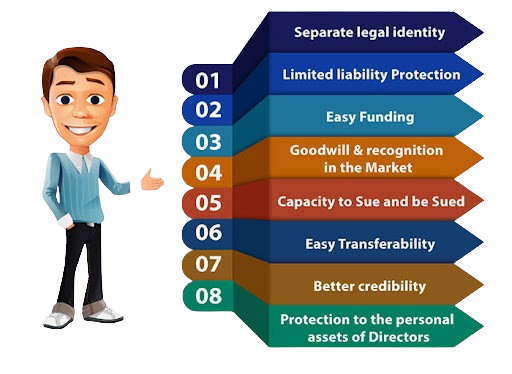 01
Separate legal identity
02
Limited liability Protection
03
Easy Funding
04
Goodwill & recognition
in the Market
05
Capacity to Sue and be Sued
06
Easy Transferability
07
Better credibility
08
Protection to the personal
assets of Directors